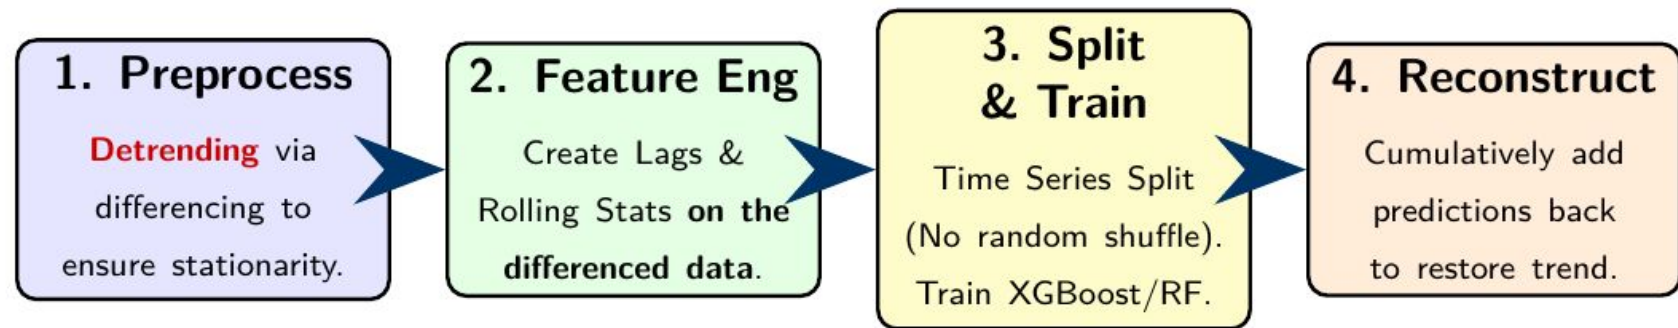 1. Preprocess
Detrending via
differencing to
ensure stationarity.
2. Feature Eng
Create Lags &
Rolling Stats on the
differenced data.
3. Split
& Train
Time Series Split
(No random shuffle).
Train XGBoost/RF.
4. Reconstruct
Cumulatively add
predictions back
to restore trend.